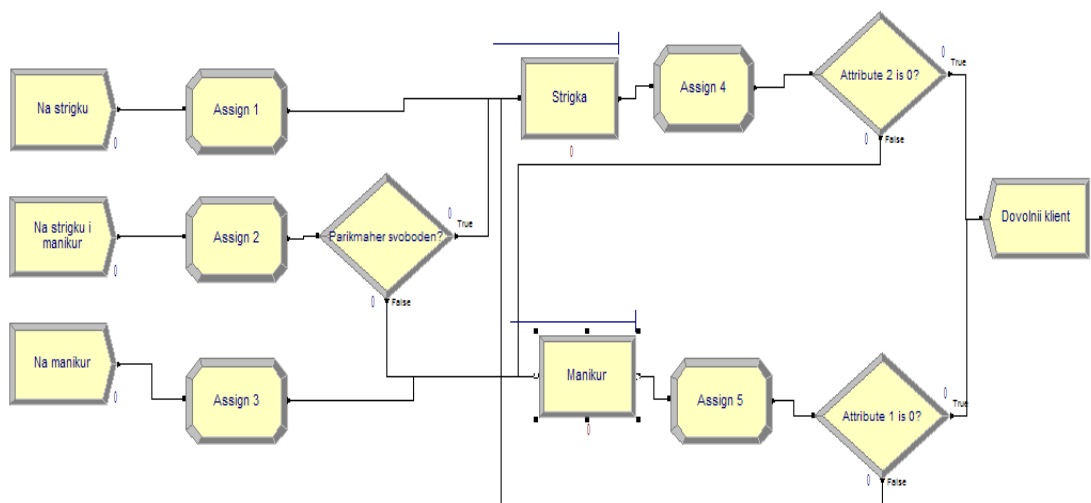 Na strigku
0
Assign 1
Strigka
0
Assign 4
Attribute 2 is 0?
0
True
0
False
Na strigku i
manikur
0
Assign 2
Parikmaher svoboden?
0
True
0
False
Dovolnii klient
Na manikur
0
Assign 3
Manikur
0
Assign 5
Attribute 1 is 0?
0
True
0
False